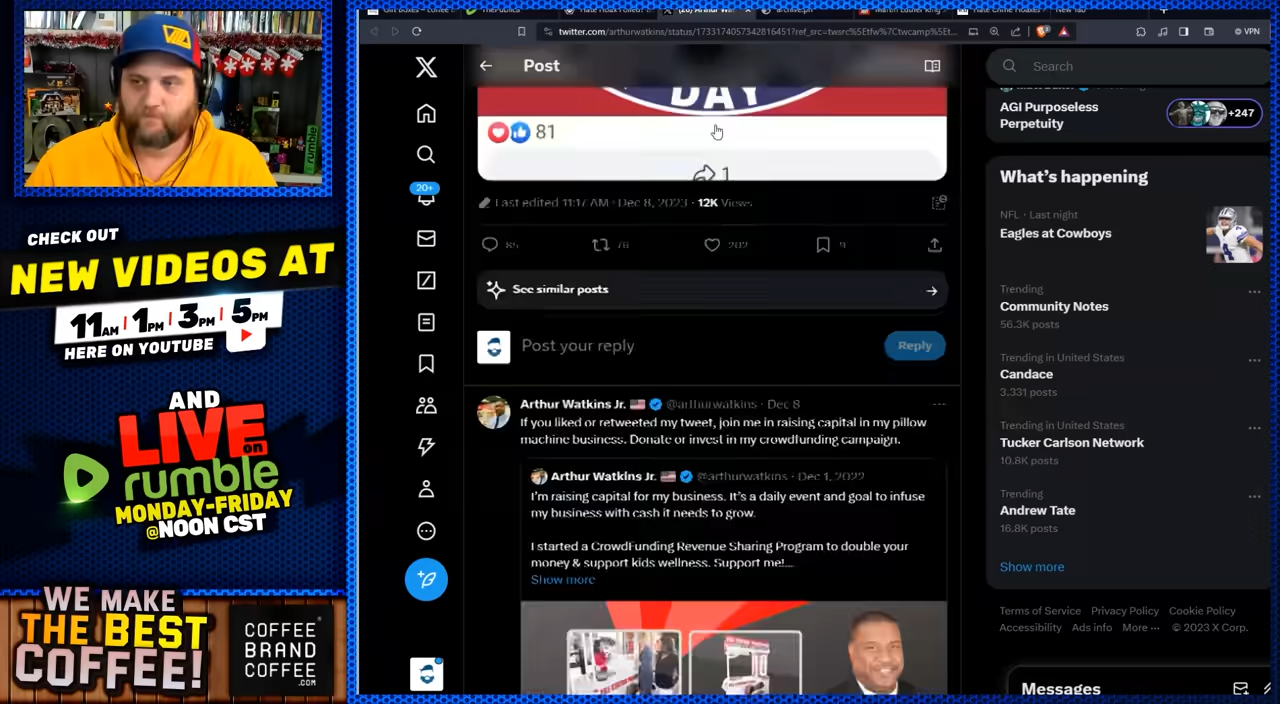 CHECK OUT
NEW VIDEOS AT
11AM | 1PM | 3PM | 5PM
HERE ON YOUTUBE
AND
LIVE on
rumble
MONDAY-FRIDAY
@NOON CST
WE MAKE
THE BEST
COFFEE!
COFFEE
BRAND
COFFEE
.COM
rumble
twitter.com/arthurwatkins/status/1733174057342816451?ref_src=twsrc%5Etfw%7Ctwcamp%5Et...
VPN
20+
Post
DAY
81
1
Last edited 11:17 AM · Dec 8, 2023 · 12K Views
85 76 202 9
See similar posts
Post your reply
Reply
Arthur Watkins Jr. @arthurwatkins · Dec 8
If you liked or retweeted my tweet, join me in raising capital in my pillow
machine business. Donate or invest in my crowdfunding campaign.
Arthur Watkins Jr. @arthurwatkins · Dec 1, 2022
I'm raising capital for my business. It's a daily event and goal to infuse
my business with cash it needs to grow.
I started a CrowdFunding Revenue Sharing Program to double your
money & support kids wellness. Support me!....
Show more
Search
AGI Purposeless
Perpetuity
+247
What's happening
NFL · Last night
Eagles at Cowboys
Trending
Community Notes
56.3K posts
Trending in United States
Candace
3,331 posts
Trending in United States
Tucker Carlson Network
10.8K posts
Trending
Andrew Tate
16.8K posts
Show more
Terms of Service Privacy Policy Cookie Policy
Accessibility Ads info More ··· © 2023 X Corp.
Messages